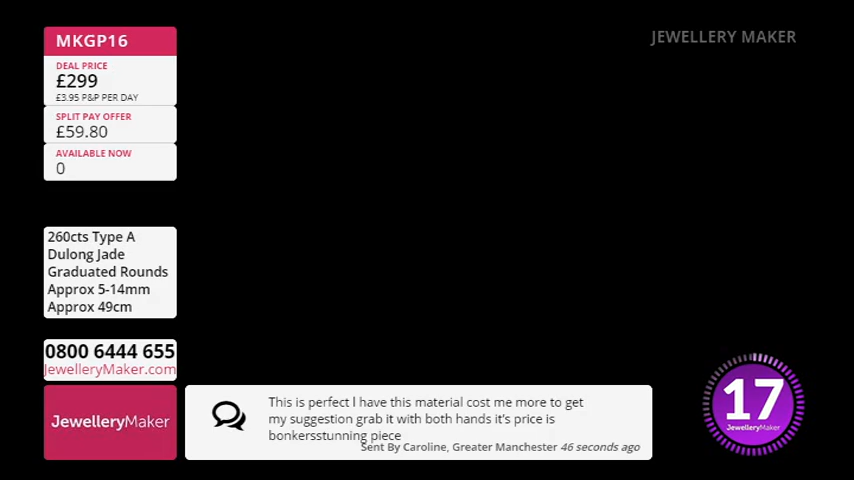 MKGP16
DEAL PRICE
£299
£3.95 P&P PER DAY
SPLIT PAY OFFER
£59.80
AVAILABLE NOW
0
JEWELLERY MAKER
260cts Type A
Dulong Jade
Graduated Rounds
Approx 5-14mm
Approx 49cm
0800 6444 655
JewelleryMaker.com
JewelleryMaker
This is perfect I have this material cost me more to get
my suggestion grab it with both hands it's price is
bonkersstunning piece
Sent By Caroline, Greater Manchester 46 seconds ago
17
JewelleryMaker